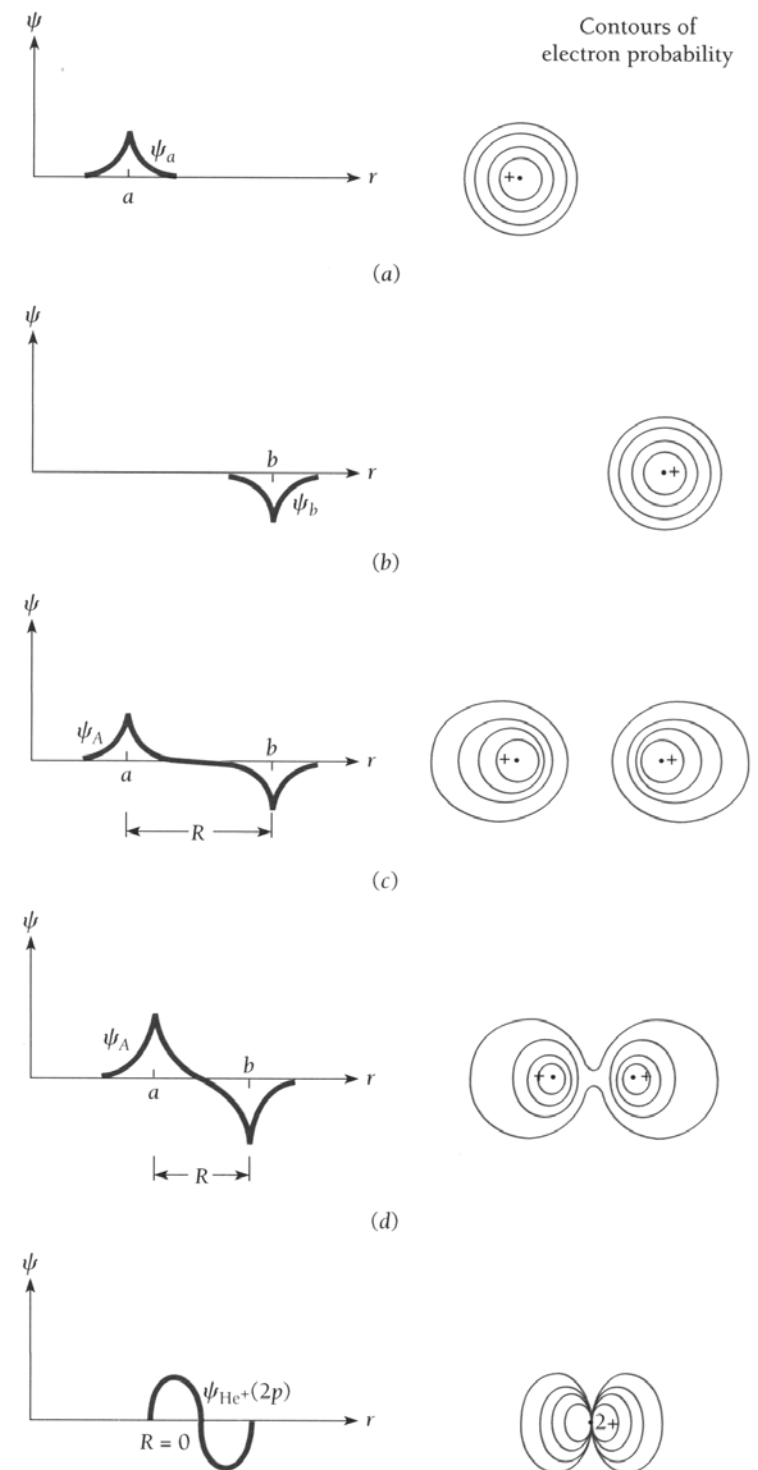 ψ
Contours of
electron probability
ψa
r
a
+
(a)
ψ
b
r
ψb
+
(b)
ψ
ψA
b
r
a
+
+
R
(c)
ψ
ψA
b
r
a
+
+
R
(d)
ψ
ψHe+(2p)
r
R = 0
2+